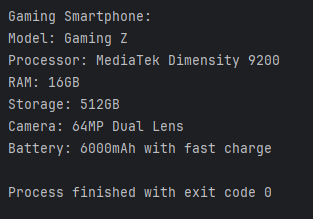 Gaming Smartphone:
Model: Gaming Z
Processor: MediaTek Dimensity 9200
RAM: 16GB
Storage: 512GB
Camera: 64MP Dual Lens
Battery: 6000mAh with fast charge
Process finished with exit code 0